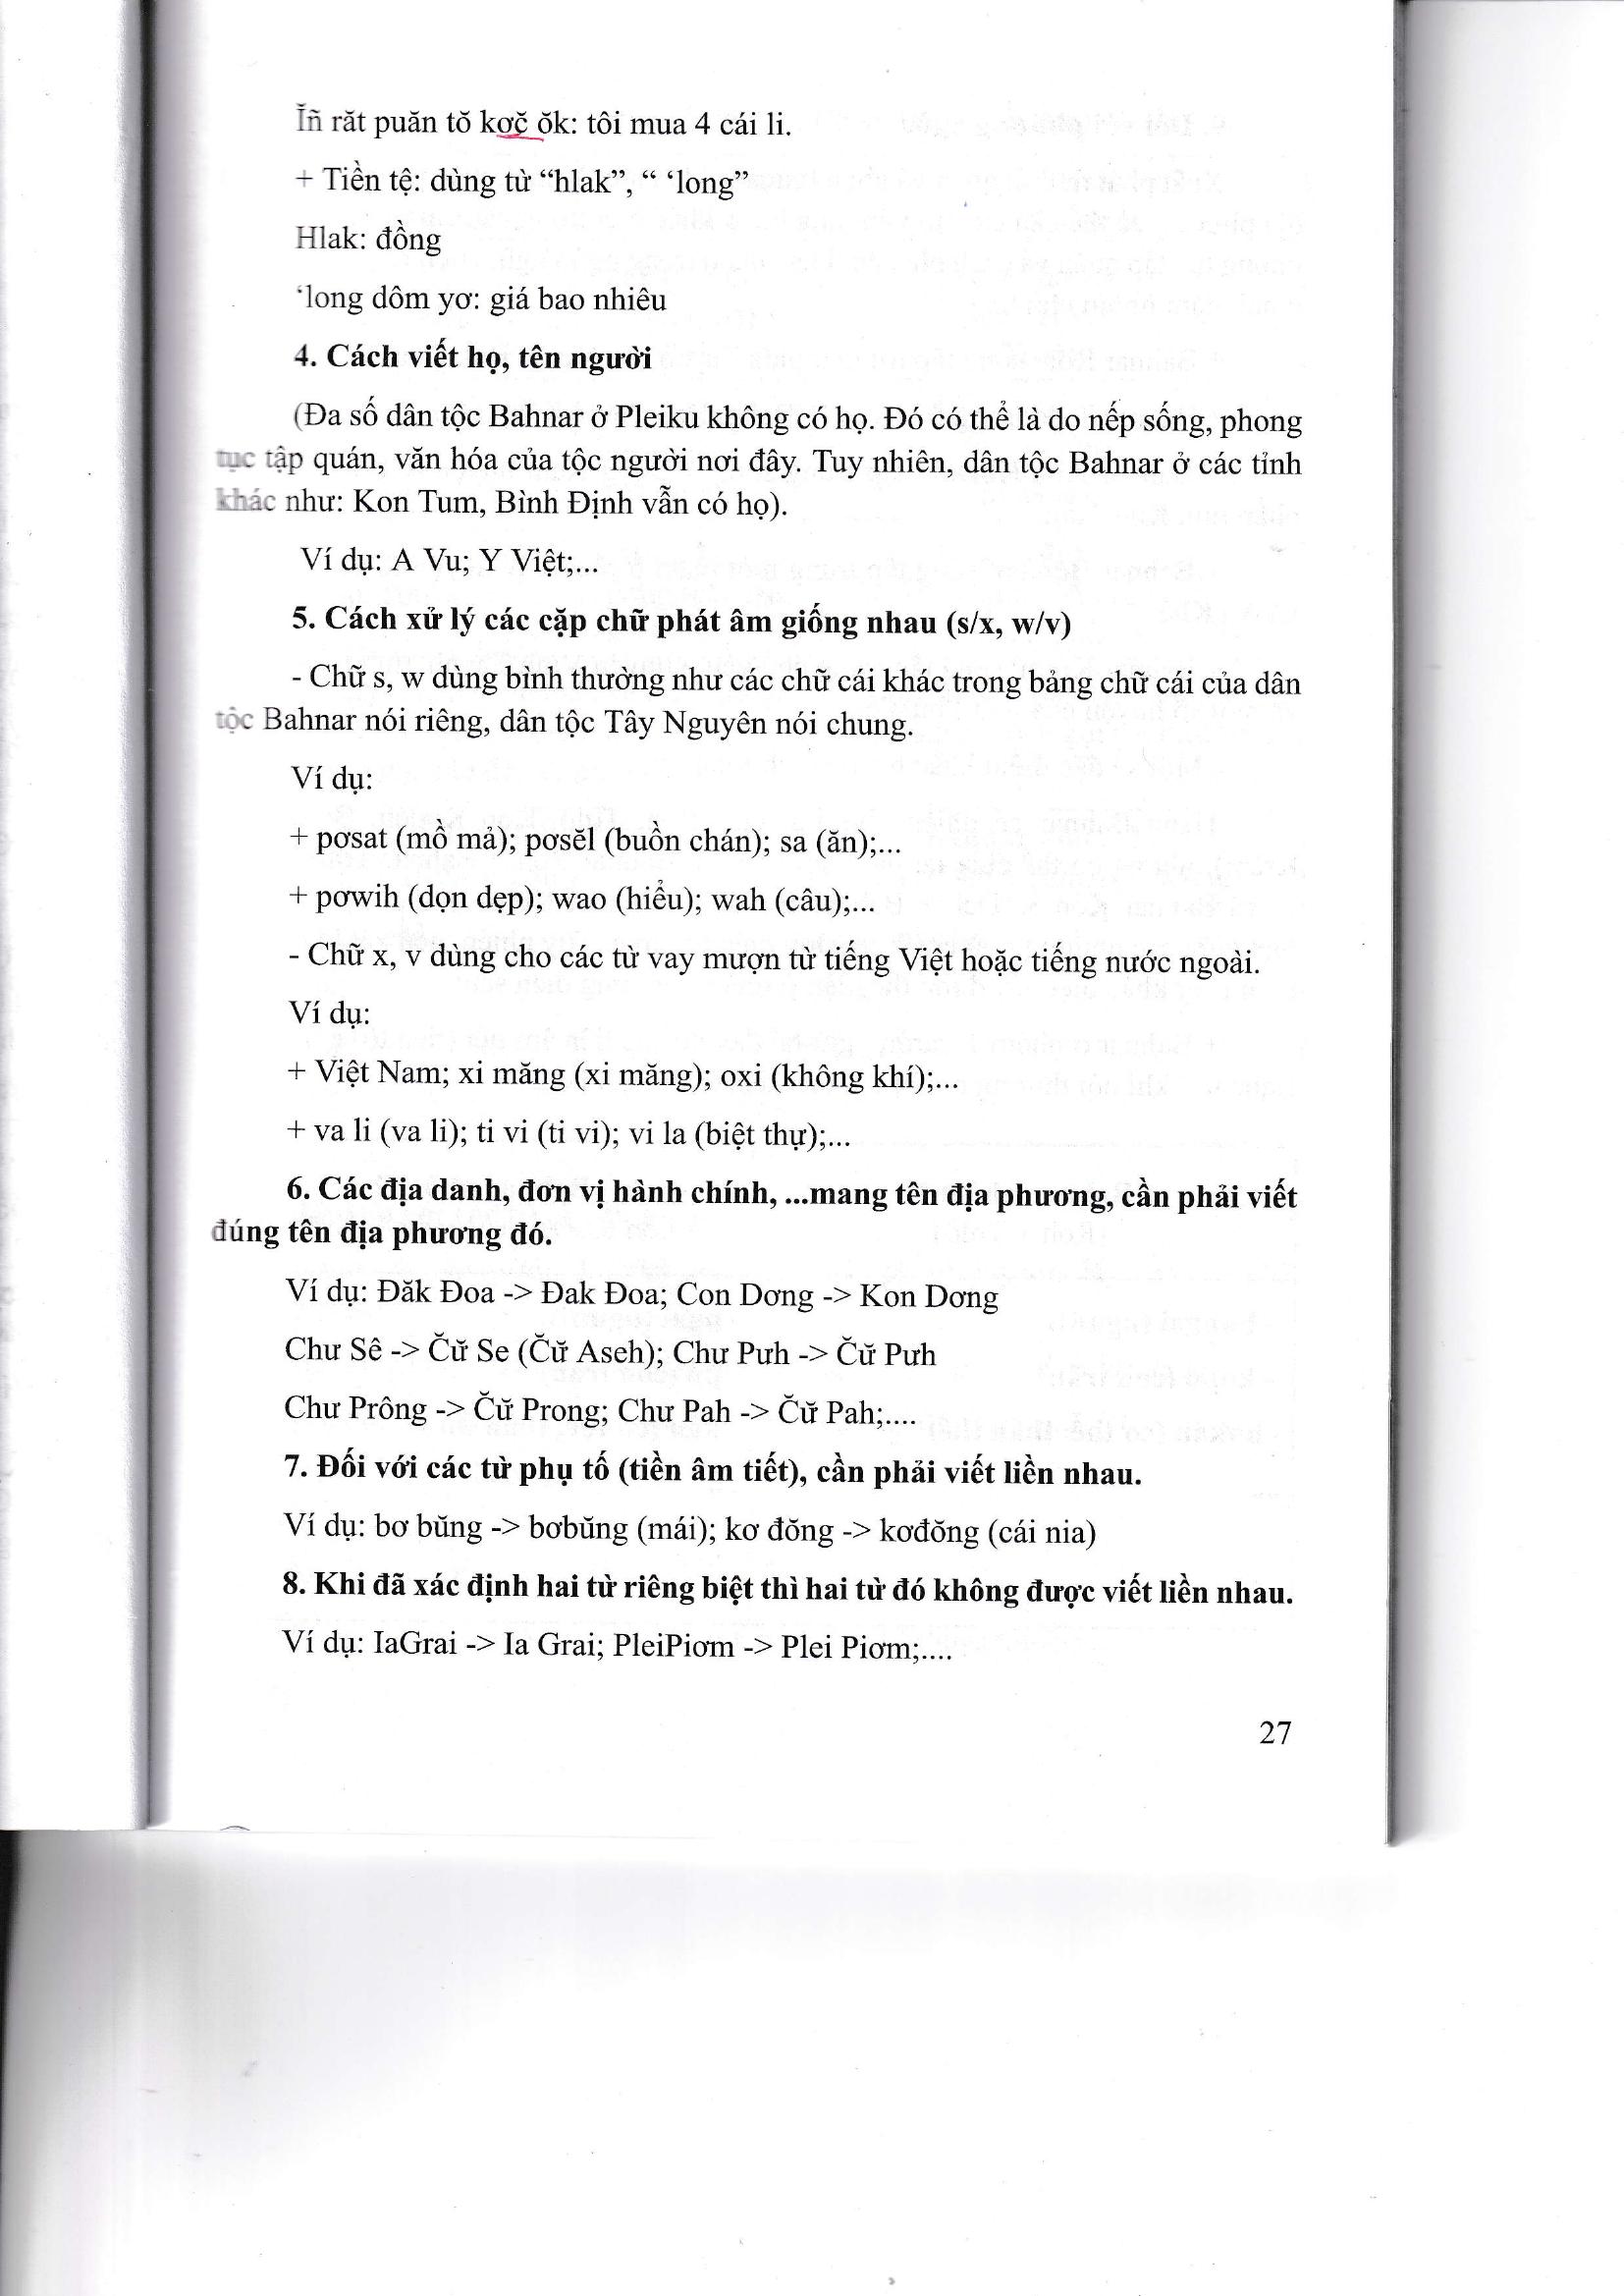 Ĭñ răt puăn tŏ kơč̆ ŏk: tôi mua 4 cái li.
+ Tiền tệ: dùng từ “hlak”, “ ‘long”
Hlak: đồng
‘long dôm yơ: giá bao nhiêu
4. Cách viết họ, tên người
(Đa số dân tộc Bahnar ở Pleiku không có họ. Đó có thể là do nếp sống, phong
tục tập quán, văn hóa của tộc người nơi đây. Tuy nhiên, dân tộc Bahnar ở các tỉnh
khác như: Kon Tum, Bình Định vẫn có họ).
Ví dụ: A Vu; Y Việt;...
5. Cách xử lý các cặp chữ phát âm giống nhau (s/x, w/v)
- Chữ s, w dùng bình thường như các chữ cái khác trong bảng chữ cái của dân
tộc Bahnar nói riêng, dân tộc Tây Nguyên nói chung.
Ví dụ:
+ pơsat (mồ mả); pơsĕl (buồn chán); sa (ăn);...
+ pơwih (dọn dẹp); wao (hiểu); wah (câu);...
- Chữ x, v dùng cho các từ vay mượn từ tiếng Việt hoặc tiếng nước ngoài.
Ví dụ:
+ Việt Nam; xi măng (xi măng); oxi (không khí);...
+ va li (va li); ti vi (ti vi); vi la (biệt thự);...
6. Các địa danh, đơn vị hành chính, ...mang tên địa phương, cần phải viết
đúng tên địa phương đó.
Ví dụ: Đăk Đoa -> Đak Đoa; Con Dơng -> Kon Dơng
Chư Sê -> C̆ư̆ Se (C̆ư̆ Aseh); Chư Pưh -> C̆ư̆ Pưh
Chư Prông -> C̆ư̆ Prong; Chư Pah -> C̆ư̆ Pah;....
7. Đối với các từ phụ tố (tiền âm tiết), cần phải viết liền nhau.
Ví dụ: bơ bŭng -> bơbŭng (mái); kơ đŏng -> kơđŏng (cái nia)
8. Khi đã xác định hai từ riêng biệt thì hai từ đó không được viết liền nhau.
Ví dụ: IaGrai -> Ia Grai; PleiPiơm -> Plei Piơm;....
27